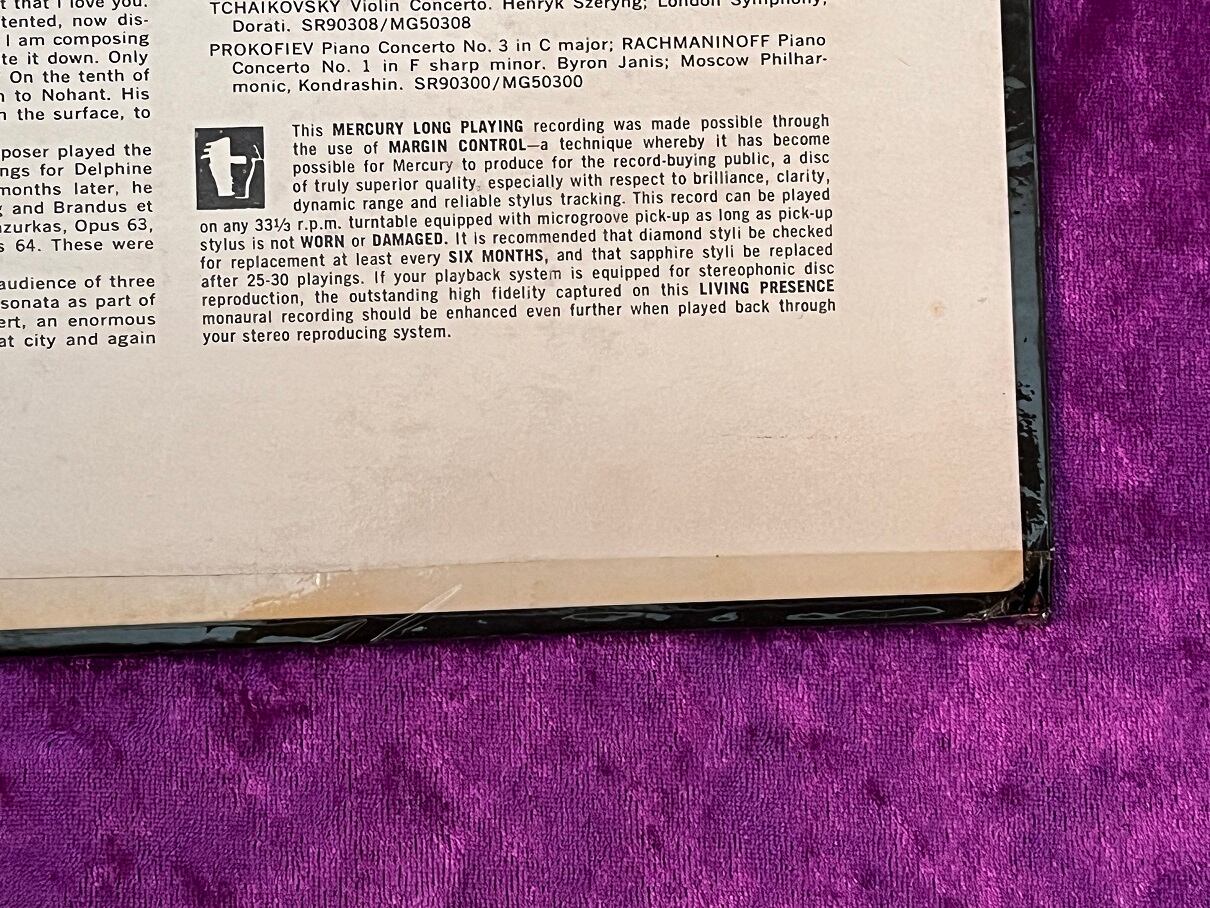 t that I love you.
tented, now dis-
I am composing
te it down. Only
On the tenth of
n to Nohant. His
n the surface, to
poser played the
ngs for Delphine
months later, he
g and Brandus et
azurkas, Opus 63,
s 64. These were
audience of three
sonata as part of
ert, an enormous
at city and again
TCHAIKOVSKY Violin Concerto. Henryk Szeryng; London Symphony,
Dorati. SR90308/MG50308
PROKOFIEV Piano Concerto No. 3 in C major; RACHMANINOFF Piano
Concerto No. 1 in F sharp minor. Byron Janis; Moscow Philhar-
monic, Kondrashin. SR90300/MG50300
This MERCURY LONG PLAYING recording was made possible through
the use of MARGIN CONTROL—a technique whereby it has become
possible for Mercury to produce for the record-buying public, a disc
of truly superior quality, especially with respect to brilliance, clarity,
dynamic range and reliable stylus tracking. This record can be played
on any 33⅓ r.p.m. turntable equipped with microgroove pick-up as long as pick-up
stylus is not WORN or DAMAGED. It is recommended that diamond styli be checked
for replacement at least every SIX MONTHS, and that sapphire styli be replaced
after 25-30 playings. If your playback system is equipped for stereophonic disc
reproduction, the outstanding high fidelity captured on this LIVING PRESENCE
monaural recording should be enhanced even further when played back through
your stereo reproducing system.